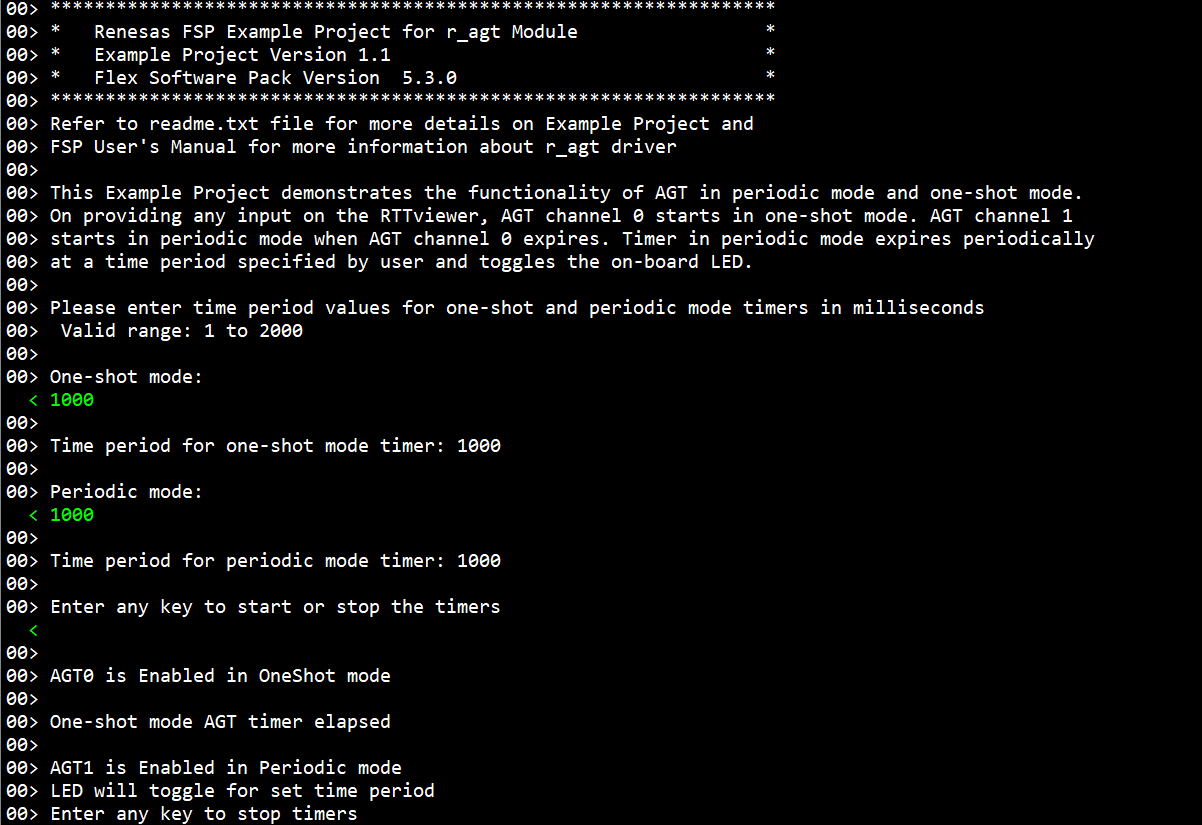 00> ******************************************************************
00> *   Renesas FSP Example Project for r_agt Module                 *
00> *   Example Project Version 1.1                                  *
00> *   Flex Software Pack Version  5.3.0                            *
00> ******************************************************************
00> Refer to readme.txt file for more details on Example Project and
00> FSP User's Manual for more information about r_agt driver
00>
00> This Example Project demonstrates the functionality of AGT in periodic mode and one-shot mode.
00> On providing any input on the RTTviewer, AGT channel 0 starts in one-shot mode. AGT channel 1
00> starts in periodic mode when AGT channel 0 expires. Timer in periodic mode expires periodically
00> at a time period specified by user and toggles the on-board LED.
00>
00> Please enter time period values for one-shot and periodic mode timers in milliseconds
00>  Valid range: 1 to 2000
00>
00> One-shot mode:
  < 1000
00>
00> Time period for one-shot mode timer: 1000
00>
00> Periodic mode:
  < 1000
00>
00> Time period for periodic mode timer: 1000
00>
00> Enter any key to start or stop the timers
  <
00>
00> AGT0 is Enabled in OneShot mode
00>
00> One-shot mode AGT timer elapsed
00>
00> AGT1 is Enabled in Periodic mode
00> LED will toggle for set time period
00> Enter any key to stop timers